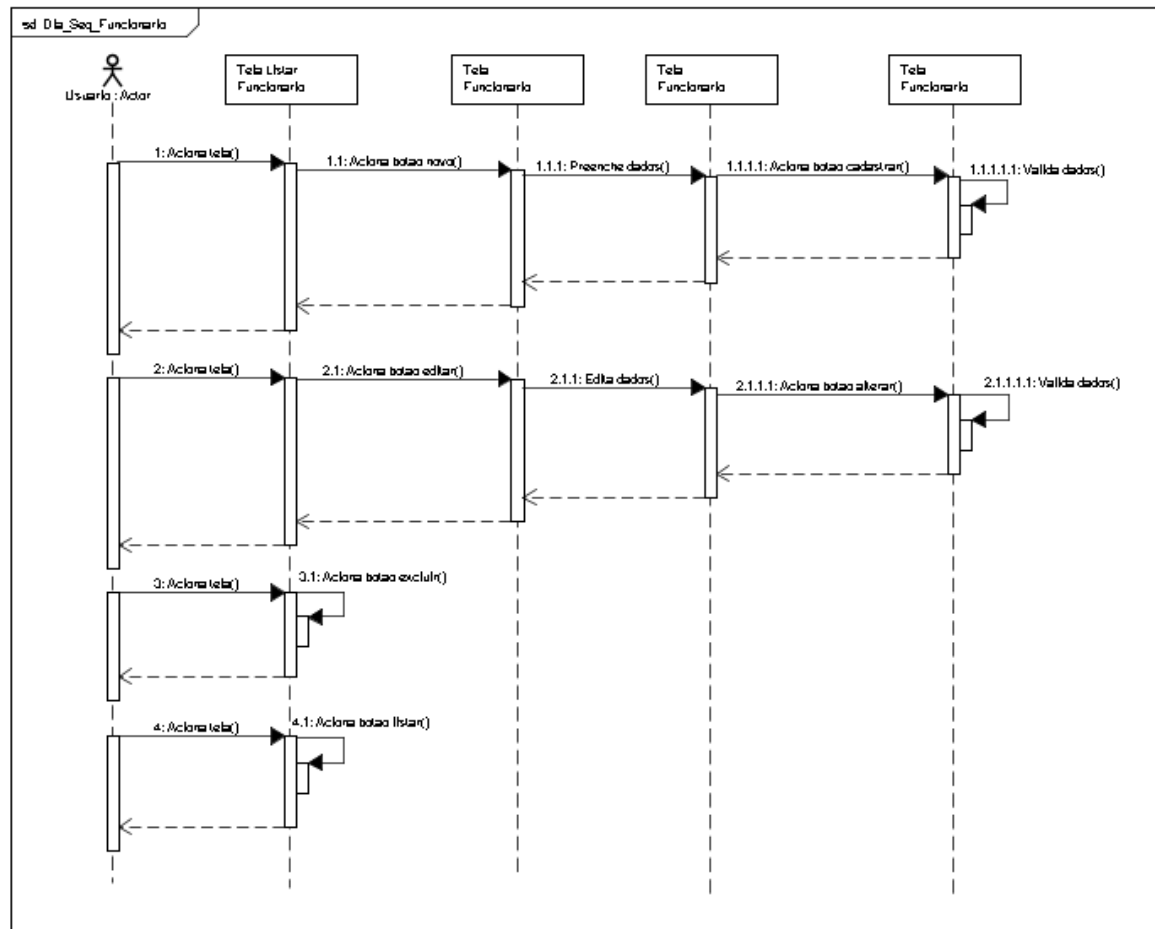 sd Dia_Seq_Funcionario
Usuario : Actor
Tela Listar
Funcionario
Tela
Funcionario
Tela
Funcionario
Tela
Funcionario
1: Aciona tela()
1.1: Aciona botao novo()
1.1.1: Preenche dados()
1.1.1.1: Aciona botao cadastrar()
1.1.1.1.1: Valida dados()
2: Aciona tela()
2.1: Aciona botao editar()
2.1.1: Edita dados()
2.1.1.1: Aciona botao alterar()
2.1.1.1.1: Valida dados()
3: Aciona tela()
3.1: Aciona botao excluir()
4: Aciona tela()
4.1: Aciona botao listar()